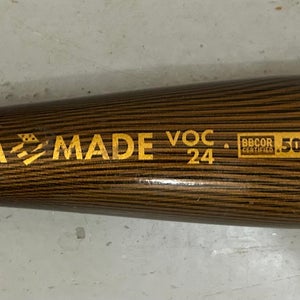 A MADE VOC
24 · BBCOR .50
CERTIFIED